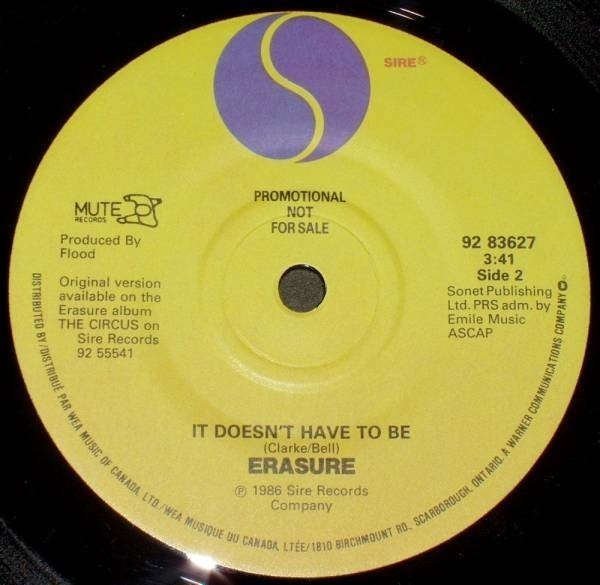 SIRE®
MUTE
RECORDS
PROMOTIONAL
NOT
FOR SALE
Produced By
Flood
Original version
available on the
Erasure album
THE CIRCUS on
Sire Records
92 55541
92 83627
3:41
Side 2
Sonet Publishing
Ltd. PRS adm. by
Emile Music
ASCAP
IT DOESN'T HAVE TO BE
(Clarke/Bell)
ERASURE
℗ 1986 Sire Records
Company
DISTRIBUTED BY/DISTRIBUÉ PAR WEA MUSIC OF CANADA, LTD./WEA MUSIQUE DU CANADA, LTÉE/1810 BIRCHMOUNT RD., SCARBOROUGH, ONTARIO, A WARNER COMMUNICATIONS COMPANY